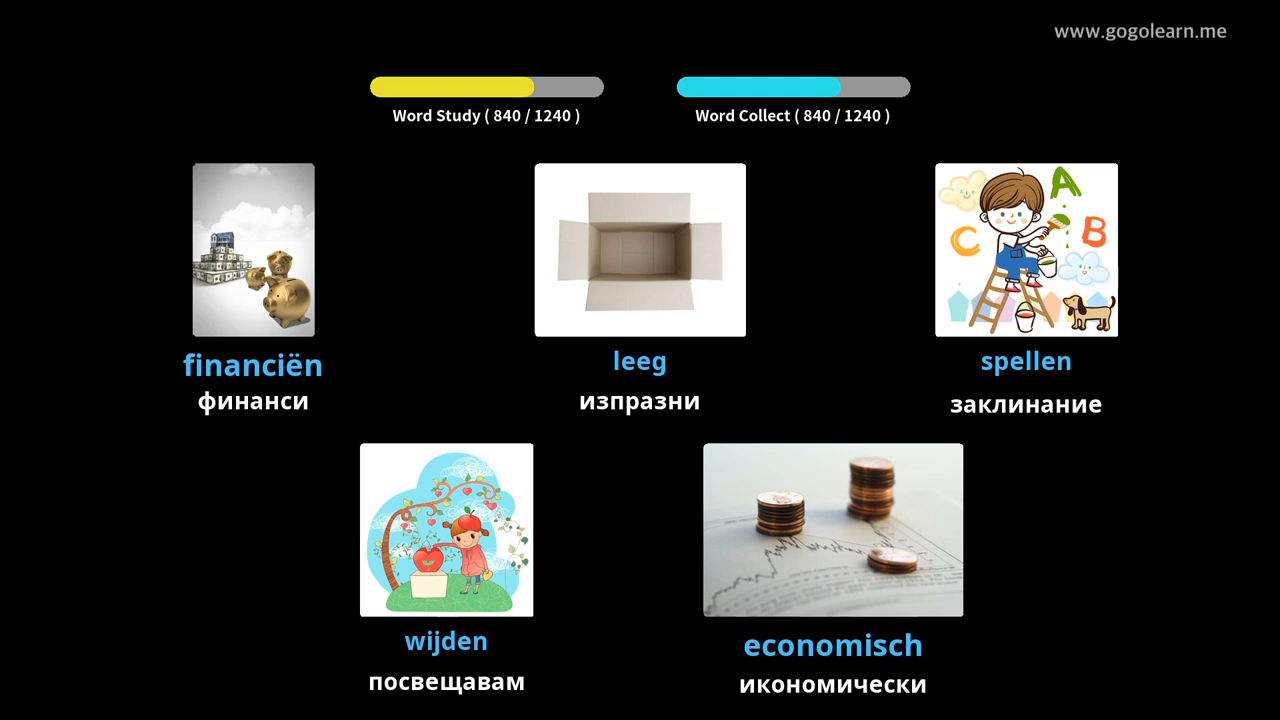 www.gogolearn.me
Word Study ( 840 / 1240 )
Word Collect ( 840 / 1240 )
A
B
C
financiën
финанси
leeg
изпразни
spellen
заклинание
wijden
посвещавам
economisch
икономически